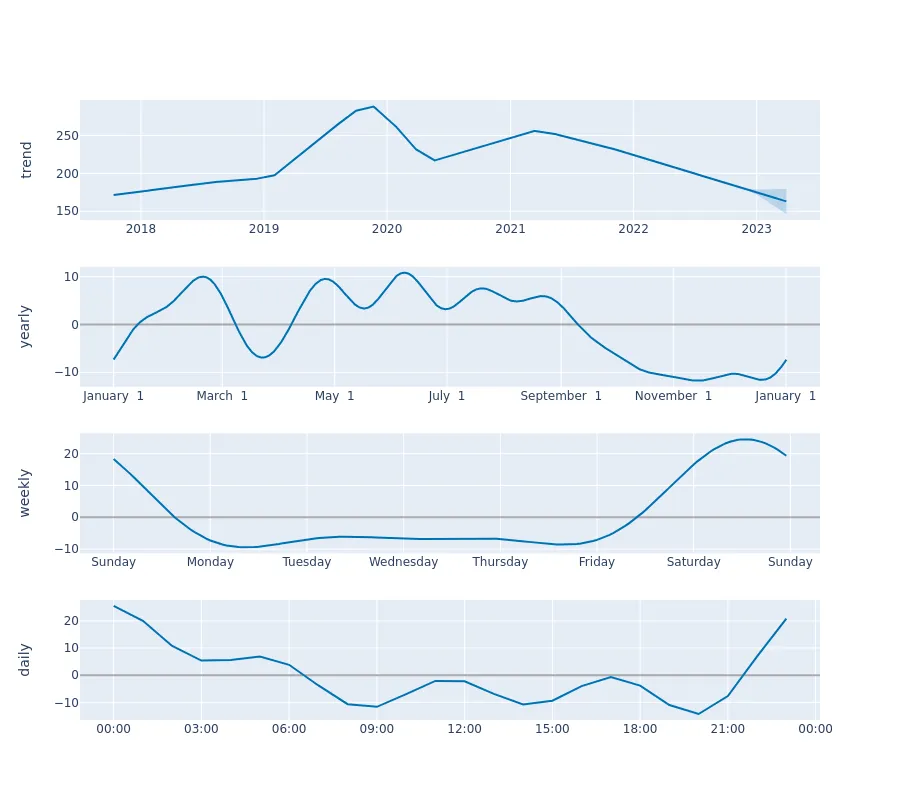 trend
250
200
150
2018 2019 2020 2021 2022 2023
yearly
10
0
−10
January 1 March 1 May 1 July 1 September 1 November 1 January 1
weekly
20
10
0
−10
Sunday Monday Tuesday Wednesday Thursday Friday Saturday Sunday
daily
20
10
0
−10
00:00 03:00 06:00 09:00 12:00 15:00 18:00 21:00 00:00